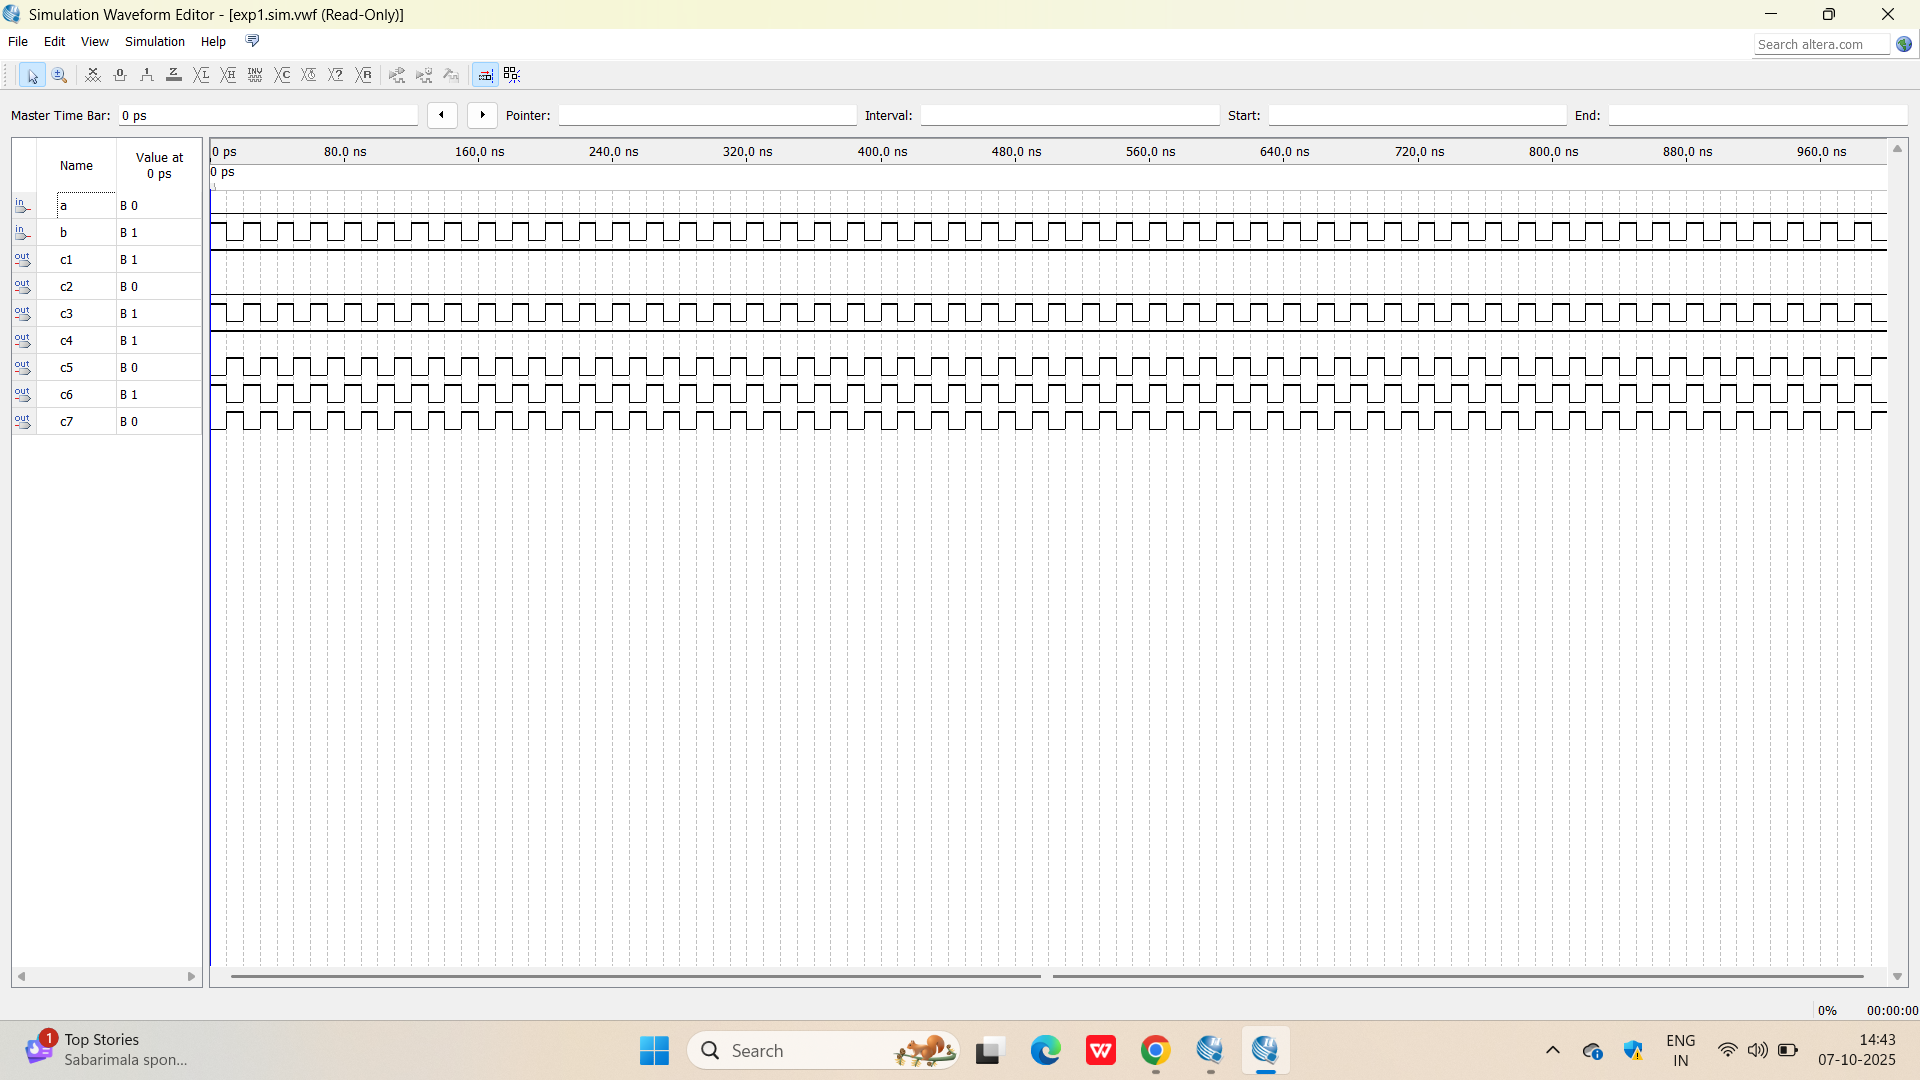 Simulation Waveform Editor - [exp1.sim.vwf (Read-Only)]
File Edit View Simulation Help
Search altera.com
Master Time Bar: 0 ps Pointer: Interval: Start: End:
Name Value at 0 ps
0 ps 80.0 ns 160.0 ns 240.0 ns 320.0 ns 400.0 ns 480.0 ns 560.0 ns 640.0 ns 720.0 ns 800.0 ns 880.0 ns 960.0 ns
0 ps
in a B 0
in b B 1
out c1 B 1
out c2 B 0
out c3 B 1
out c4 B 1
out c5 B 0
out c6 B 1
out c7 B 0
0% 00:00:00
1 Top Stories
Sabarimala spon...
Search
ENG
IN
14:43
07-10-2025